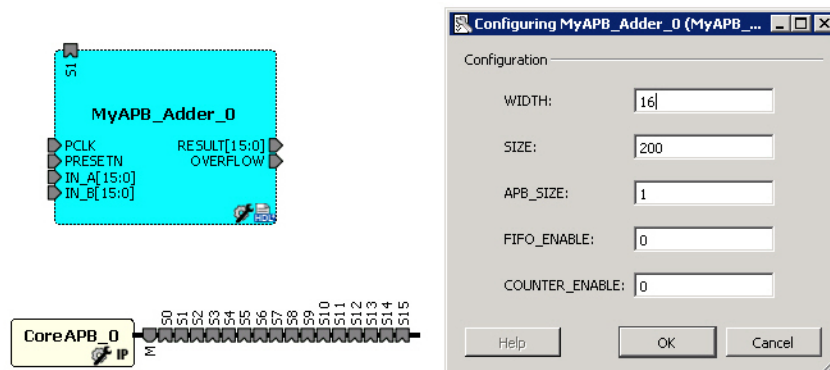 S1
MyAPB_Adder_0
PCLK
PRESETN
IN_A[15:0]
IN_B[15:0]
RESULT[15:0]
OVERFLOW
HDL+
CoreAPB_0
IP
M
S0
S1
S2
S3
S4
S5
S6
S7
S8
S9
S10
S11
S12
S13
S14
S15
Configuring MyAPB_Adder_0 (MyAPB_...
Configuration
WIDTH: 16
SIZE: 200
APB_SIZE: 1
FIFO_ENABLE: 0
COUNTER_ENABLE: 0
Help OK Cancel